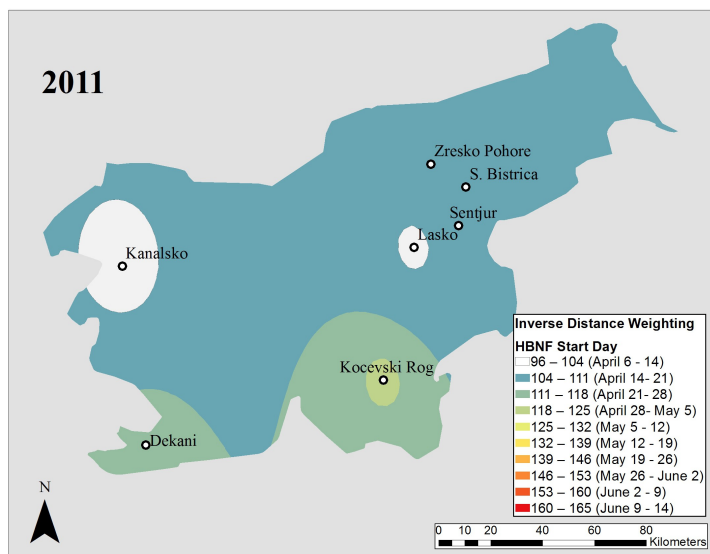 2011
Zresko Pohore
S. Bistrica
Sentjur
Lasko
Kanalsko
Kocevski Rog
Dekani
Inverse Distance Weighting
HBNF Start Day
96 – 104 (April 6 - 14)
104 – 111 (April 14- 21)
111 – 118 (April 21- 28)
118 – 125 (April 28- May 5)
125 – 132 (May 5 - 12)
132 – 139 (May 12 - 19)
139 – 146 (May 19 - 26)
146 – 153 (May 26 - June 2)
153 – 160 (June 2 - 9)
160 – 165 (June 9 - 14)
N
0 10 20 40 60 80
Kilometers